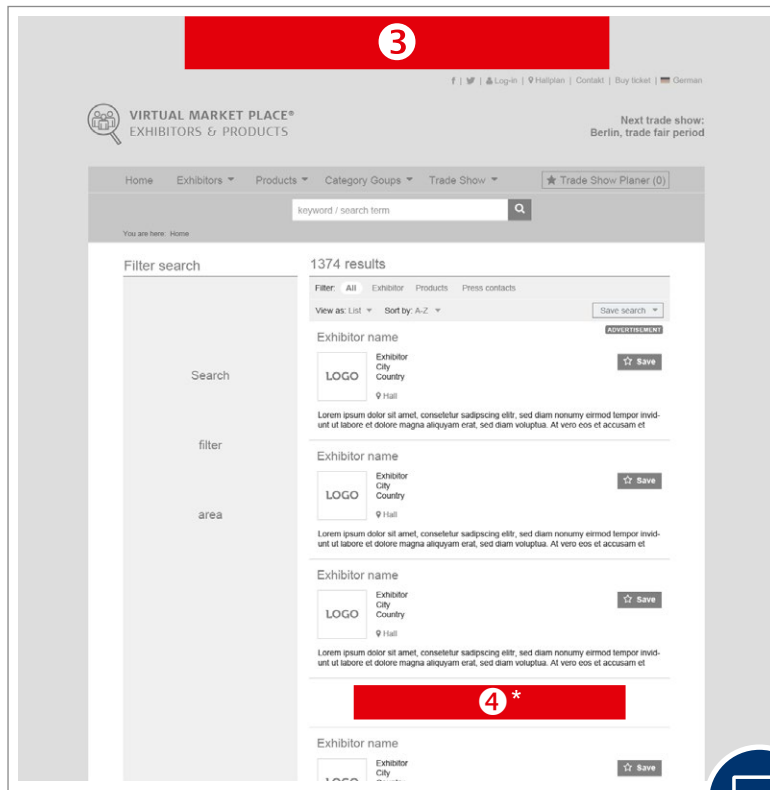 3
f | | Log-in | Hallplan | Contakt | Buy ticket | German
VIRTUAL MARKET PLACE®
EXHIBITORS & PRODUCTS
Next trade show:
Berlin, trade fair period
Home Exhibitors Products Category Goups Trade Show ★ Trade Show Planer (0)
keyword / search term
You are here: Home
Filter search
Search
filter
area
1374 results
Filter: All Exhibitor Products Press contacts
View as: List Sort by: A-Z Save search
ADVERTISEMENT
Exhibitor name
LOGO
Exhibitor
City
Country
Hall
☆ Save
Lorem ipsum dolor sit amet, consetetur sadipscing elitr, sed diam nonumy eirmod tempor invid-
unt ut labore et dolore magna aliquyam erat, sed diam voluptua. At vero eos et accusam et
Exhibitor name
LOGO
Exhibitor
City
Country
Hall
☆ Save
Lorem ipsum dolor sit amet, consetetur sadipscing elitr, sed diam nonumy eirmod tempor invid-
unt ut labore et dolore magna aliquyam erat, sed diam voluptua. At vero eos et accusam et
Exhibitor name
LOGO
Exhibitor
City
Country
Hall
☆ Save
Lorem ipsum dolor sit amet, consetetur sadipscing elitr, sed diam nonumy eirmod tempor invid-
unt ut labore et dolore magna aliquyam erat, sed diam voluptua. At vero eos et accusam et
4*
Exhibitor name
LOGO
Exhibitor
City
☆ Save